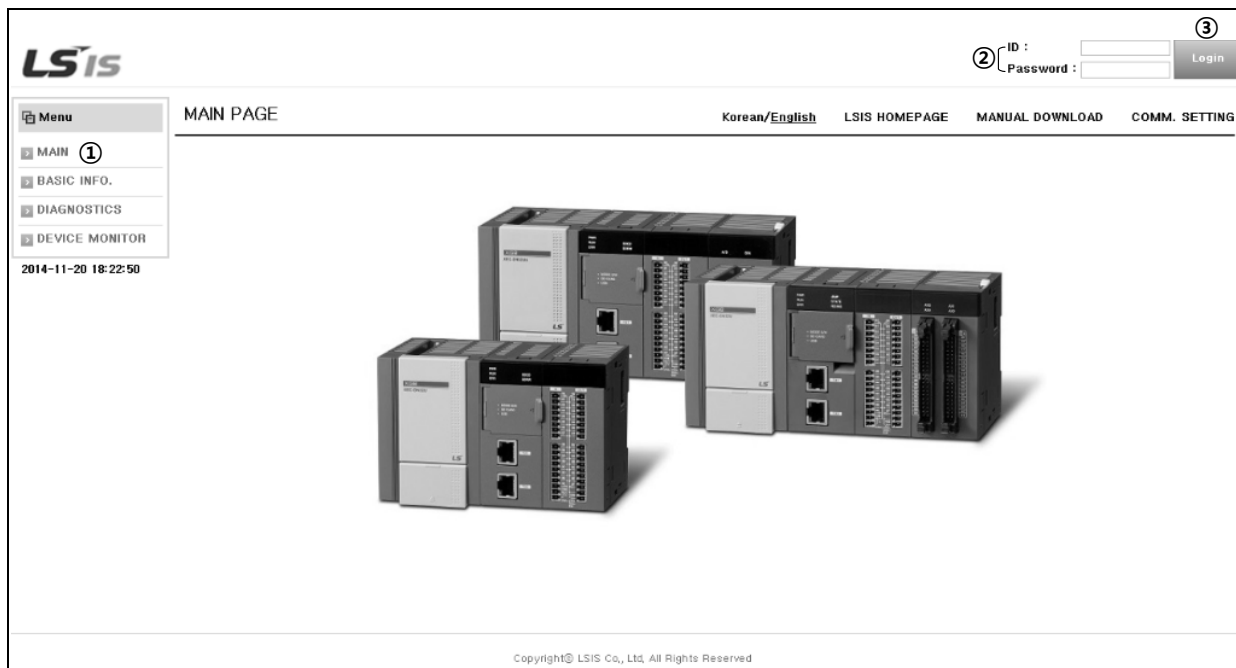 LSIS
② ID :
Password :
③
Login
Menu
① MAIN
BASIC INFO.
DIAGNOSTICS
DEVICE MONITOR
2014-11-20 18:22:50
MAIN PAGE
Korean/English LSIS HOMEPAGE MANUAL DOWNLOAD COMM. SETTING
LS
LS
LS
Copyright® LSIS Co,, Ltd, All Rights Reserved